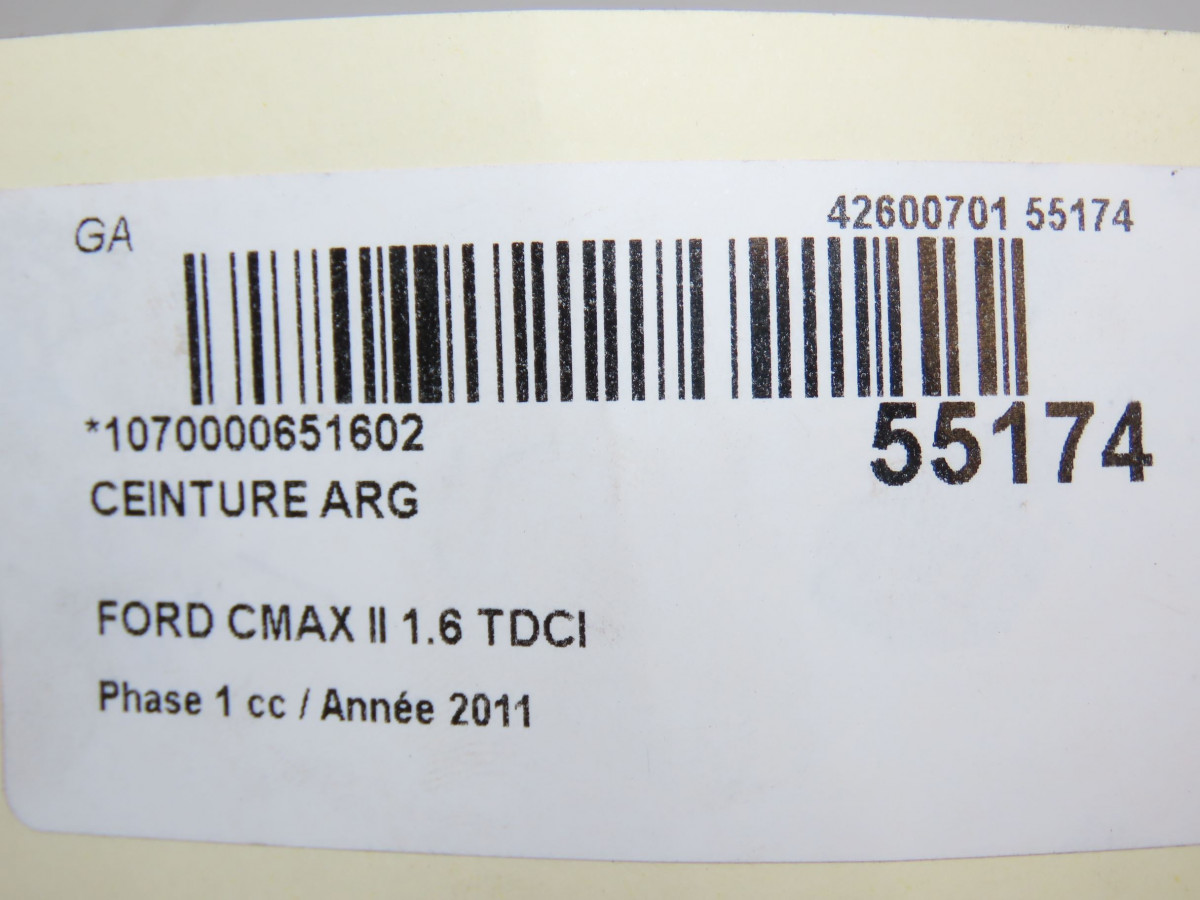 GA
42600701 55174
*1070000651602
55174
CEINTURE ARG
FORD CMAX II 1.6 TDCI
Phase 1 cc / Année 2011